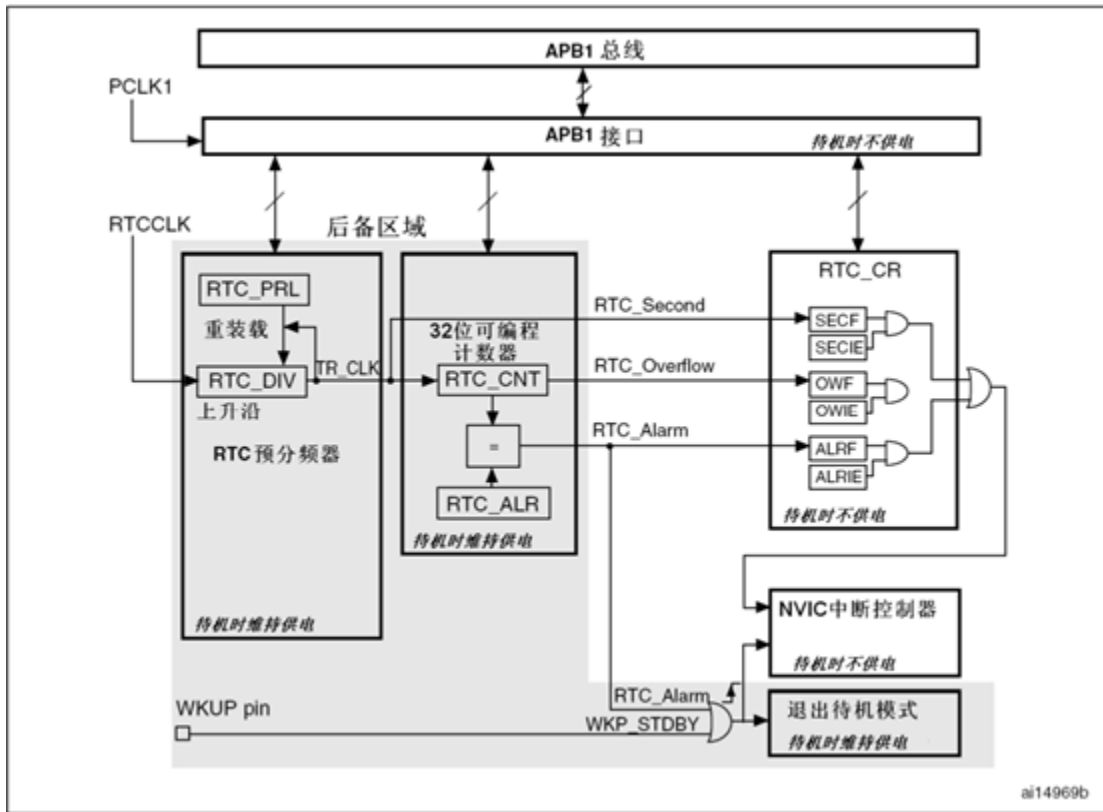 APB1 总线
PCLK1
APB1 接口
待机时不供电
RTCCLK
后备区域
RTC_PRL
重装载
RTC_DIV
上升沿
TR_CLK
RTC预分频器
待机时维持供电
32位可编程
计数器
RTC_CNT
=
RTC_ALR
待机时维持供电
RTC_Second
RTC_Overflow
RTC_Alarm
RTC_CR
SECF
SECIE
OWF
OWIE
ALRF
ALRIE
待机时不供电
NVIC中断控制器
待机时不供电
WKUP pin
RTC_Alarm
WKP_STDBY
退出待机模式
待机时维持供电
ai14969b